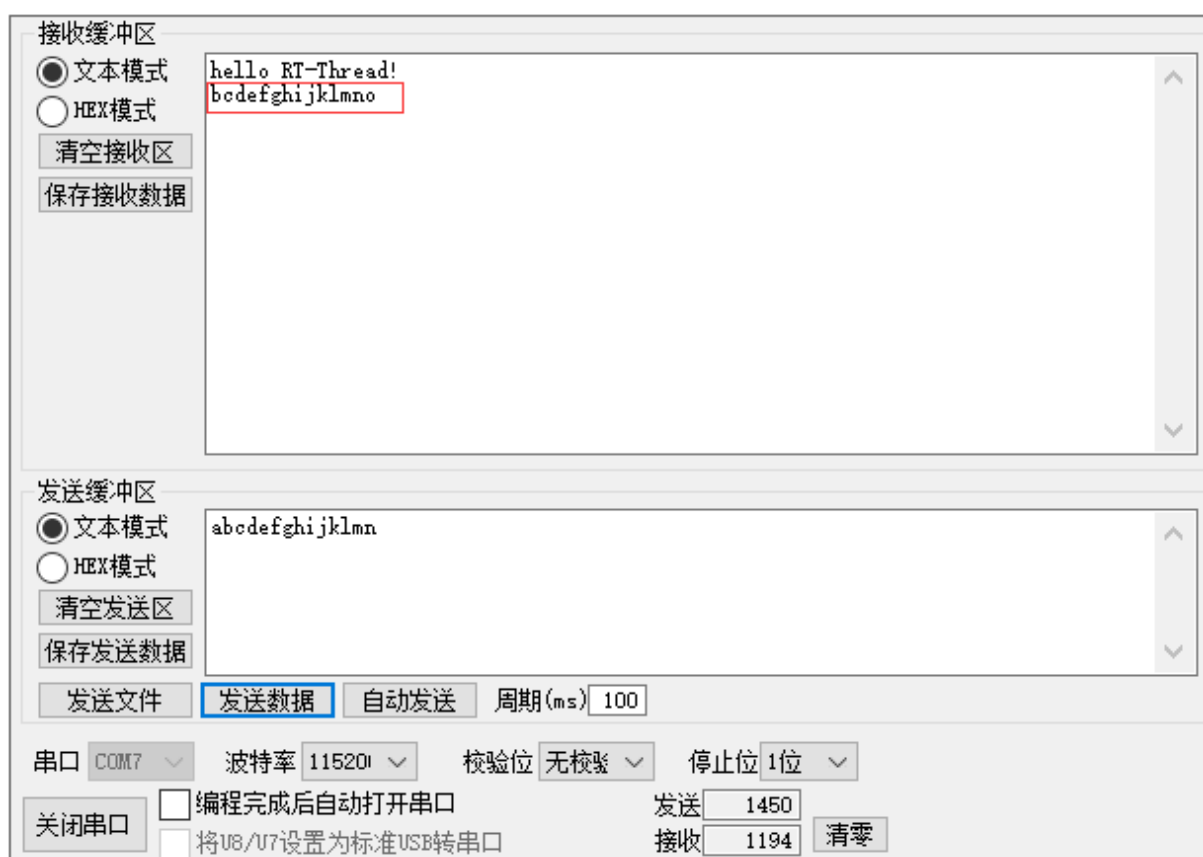 接收缓冲区
文本模式
HEX模式
清空接收区
保存接收数据
hello RT-Thread!
bcdefghijklmno
发送缓冲区
文本模式
HEX模式
清空发送区
保存发送数据
abcdefghijklmn
发送文件 发送数据 自动发送 周期(ms) 100
串口 COM7 波特率 11520 校验位 无校验 停止位 1位
关闭串口 编程完成后自动打开串口 发送 1450
将U8/U7设置为标准USB转串口 接收 1194 清零